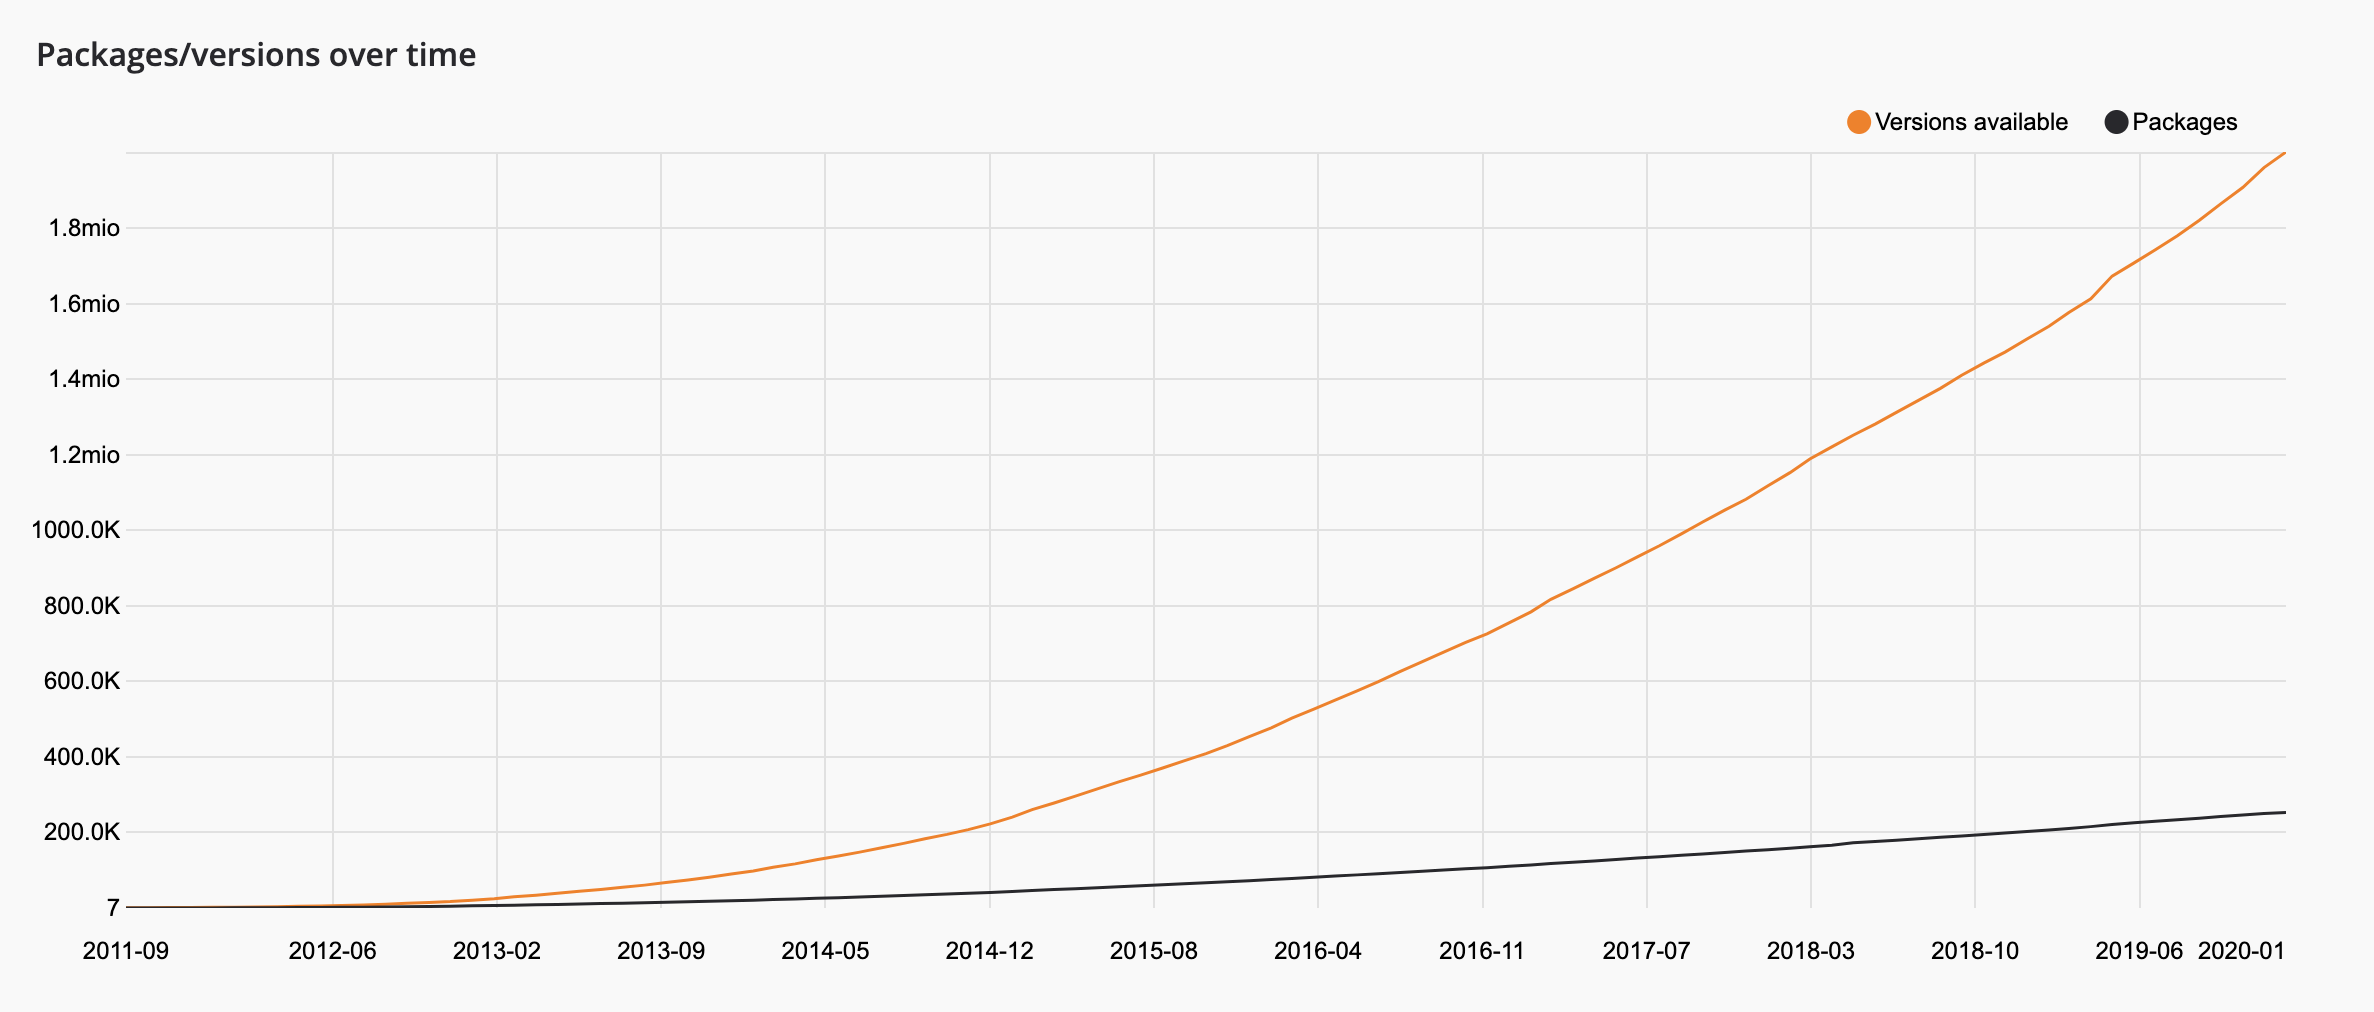 Packages/versions over time
Versions available Packages
1.8mio
1.6mio
1.4mio
1.2mio
1000.0K
800.0K
600.0K
400.0K
200.0K
7
2011-09 2012-06 2013-02 2013-09 2014-05 2014-12 2015-08 2016-04 2016-11 2017-07 2018-03 2018-10 2019-06 2020-01